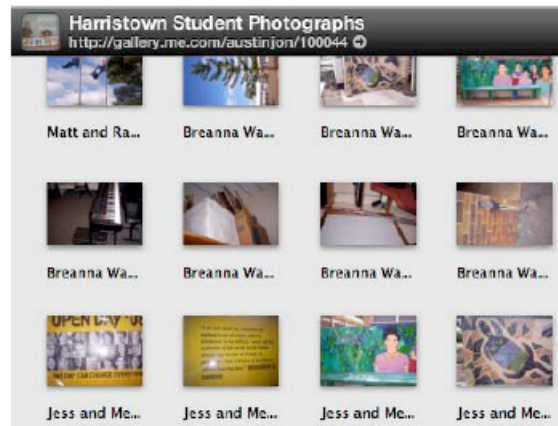 Harristown Student Photographs
http://gallery.me.com/austinjon/100044
Matt and Ra... Breanna Wa... Breanna Wa... Breanna Wa...
Breanna Wa... Breanna Wa... Breanna Wa... Breanna Wa...
OPEN DAY
Jess and Me... Jess and Me... Jess and Me... Jess and Me...